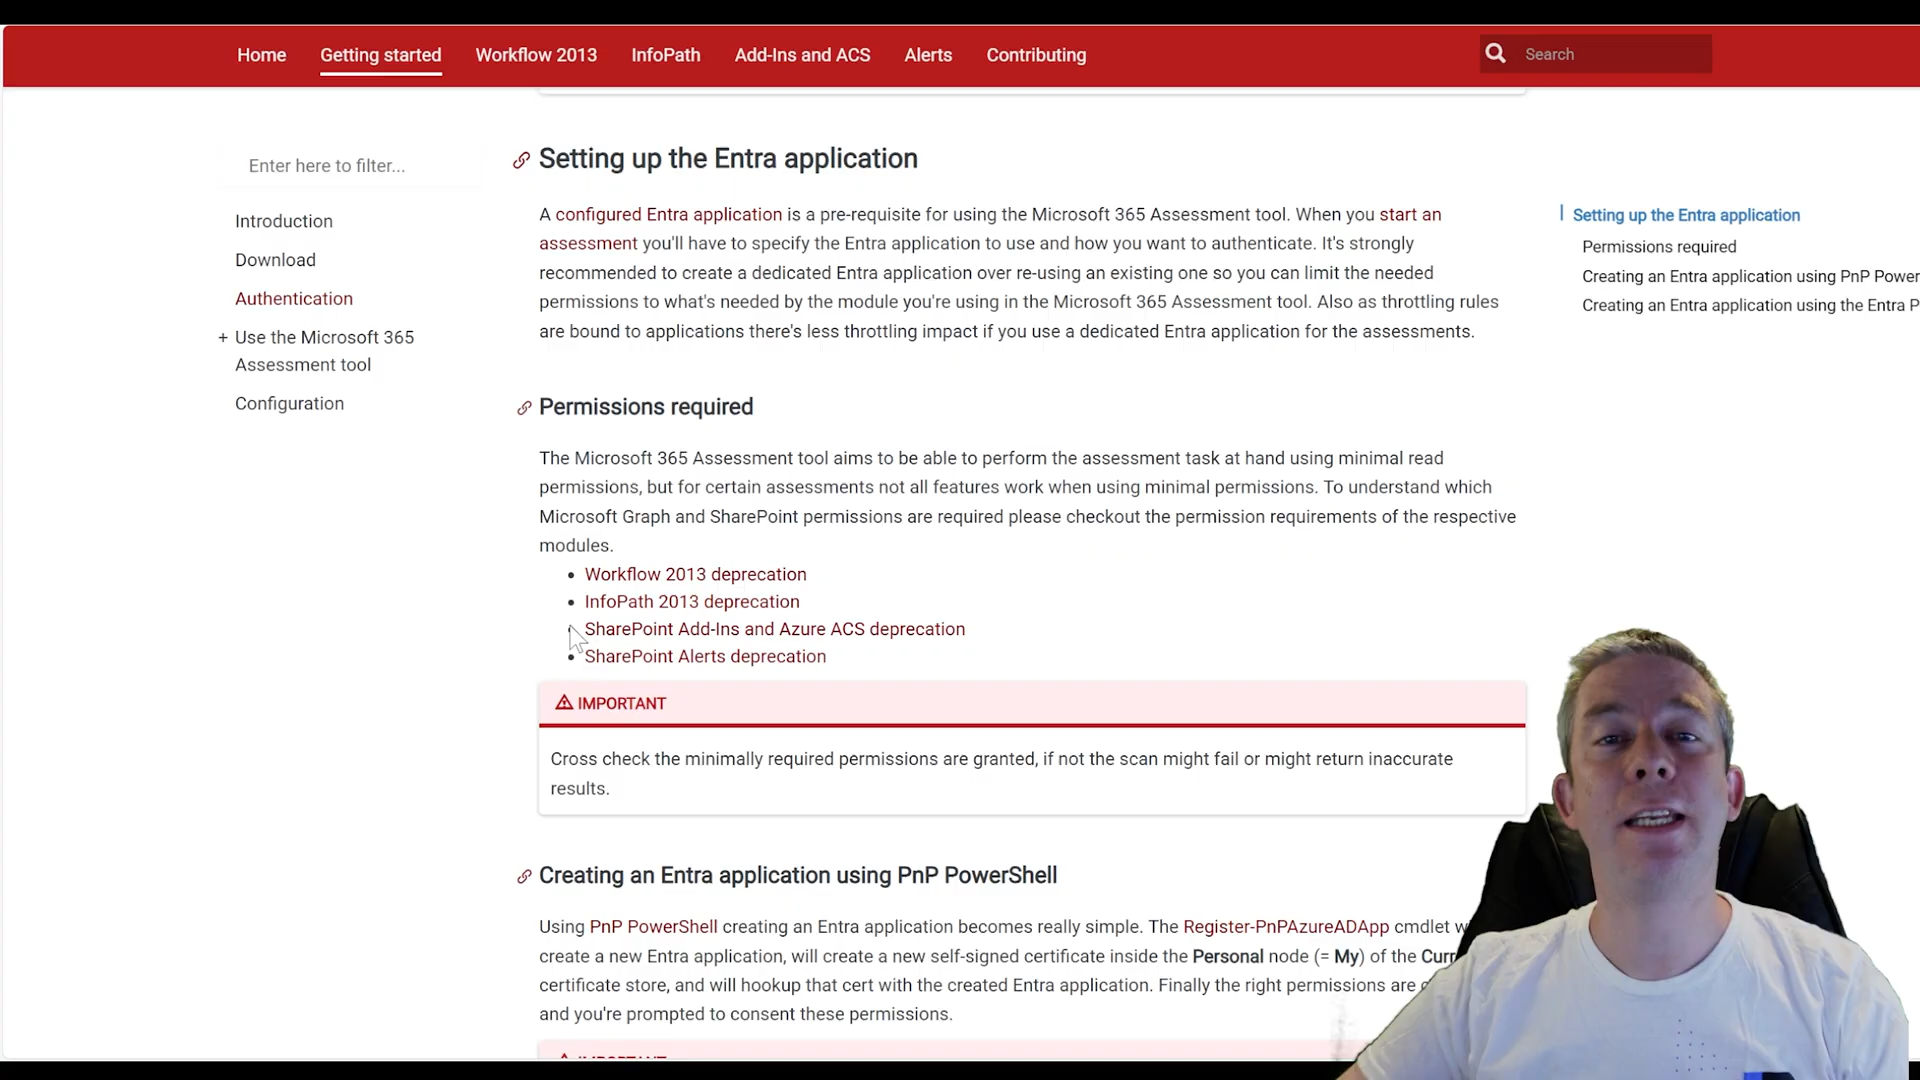 Home Getting started Workflow 2013 InfoPath Add-Ins and ACS Alerts Contributing Search
Enter here to filter...
Introduction
Download
Authentication
+ Use the Microsoft 365
Assessment tool
Configuration
Setting up the Entra application
A configured Entra application is a pre-requisite for using the Microsoft 365 Assessment tool. When you start an
assessment you'll have to specify the Entra application to use and how you want to authenticate. It's strongly
recommended to create a dedicated Entra application over re-using an existing one so you can limit the needed
permissions to what's needed by the module you're using in the Microsoft 365 Assessment tool. Also as throttling rules
are bound to applications there's less throttling impact if you use a dedicated Entra application for the assessments.
Permissions required
The Microsoft 365 Assessment tool aims to be able to perform the assessment task at hand using minimal read
permissions, but for certain assessments not all features work when using minimal permissions. To understand which
Microsoft Graph and SharePoint permissions are required please checkout the permission requirements of the respective
modules.
• Workflow 2013 deprecation
• InfoPath 2013 deprecation
• SharePoint Add-Ins and Azure ACS deprecation
• SharePoint Alerts deprecation
IMPORTANT
Cross check the minimally required permissions are granted, if not the scan might fail or might return inaccurate
results.
Creating an Entra application using PnP PowerShell
Using PnP PowerShell creating an Entra application becomes really simple. The Register-PnPAzureADApp cmdlet
create a new Entra application, will create a new self-signed certificate inside the Personal node (= My) of the
certificate store, and will hookup that cert with the created Entra application. Finally the right permissions are
and you're prompted to consent these permissions.
Setting up the Entra application
Permissions required
Creating an Entra application using PnP Power
Creating an Entra application using the Entra P